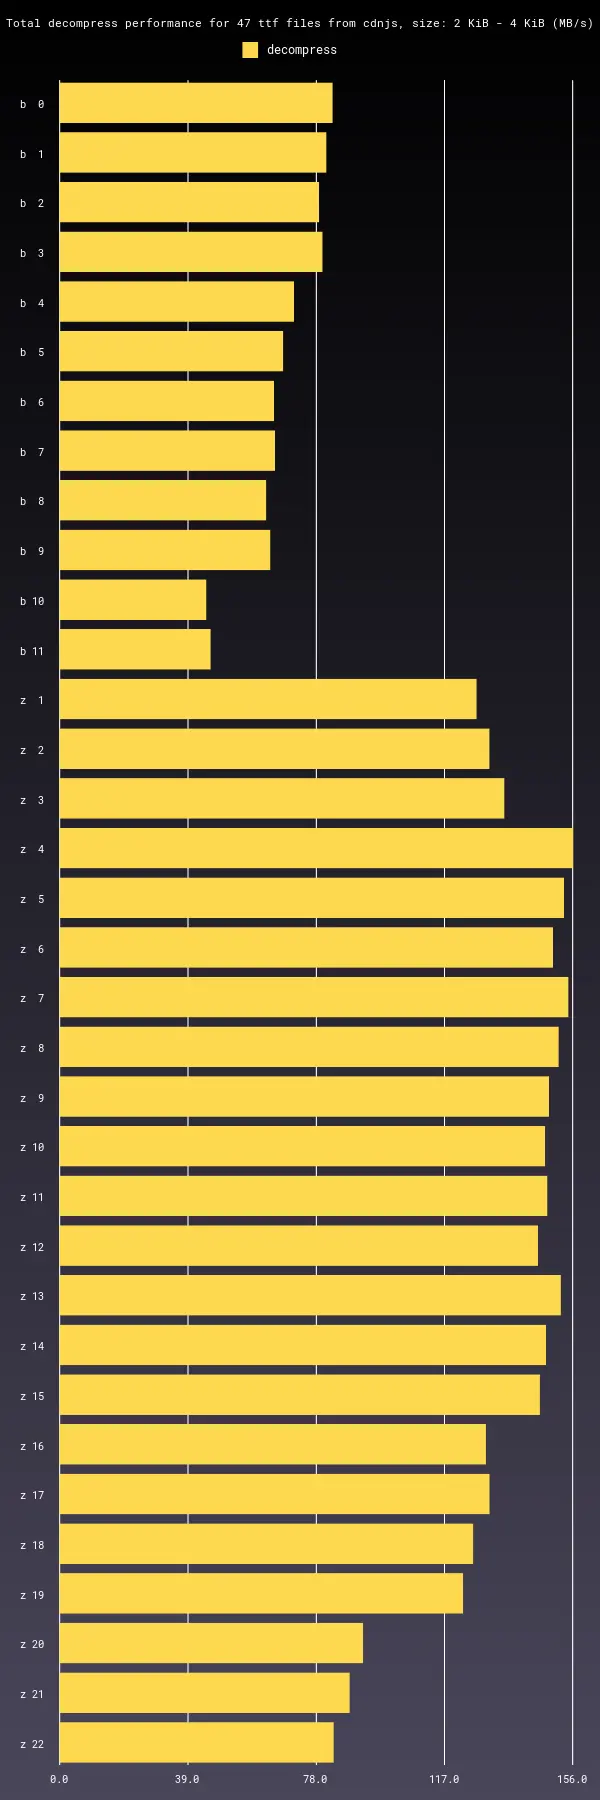 Total decompress performance for 47 ttf files from cdnjs, size: 2 KiB - 4 KiB (MB/s)
decompress
b 0
b 1
b 2
b 3
b 4
b 5
b 6
b 7
b 8
b 9
b 10
b 11
z 1
z 2
z 3
z 4
z 5
z 6
z 7
z 8
z 9
z 10
z 11
z 12
z 13
z 14
z 15
z 16
z 17
z 18
z 19
z 20
z 21
z 22
0.0 39.0 78.0 117.0 156.0